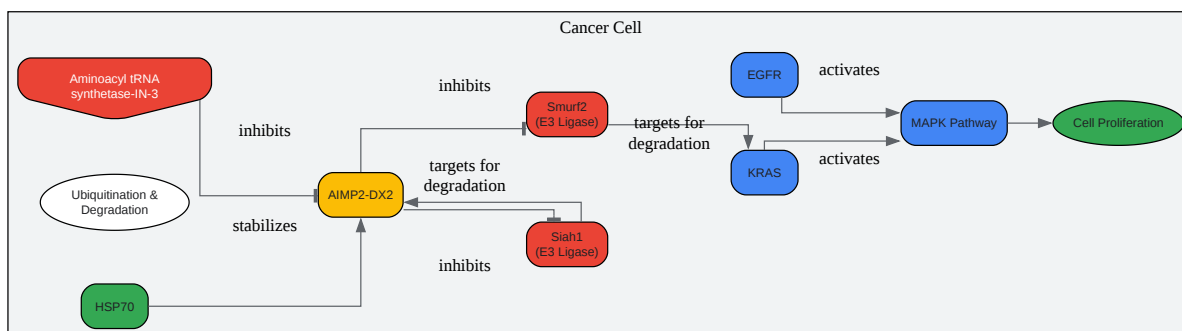 Cancer Cell
Aminoacyl tRNA
synthetase-IN-3
inhibits
inhibits
Smurf2
(E3 Ligase)
targets for
degradation
EGFR
activates
MAPK Pathway
Cell Proliferation
activates
KRAS
Ubiquitination &
Degradation
stabilizes
AIMP2-DX2
targets for
degradation
Siah1
(E3 Ligase)
inhibits
HSP70